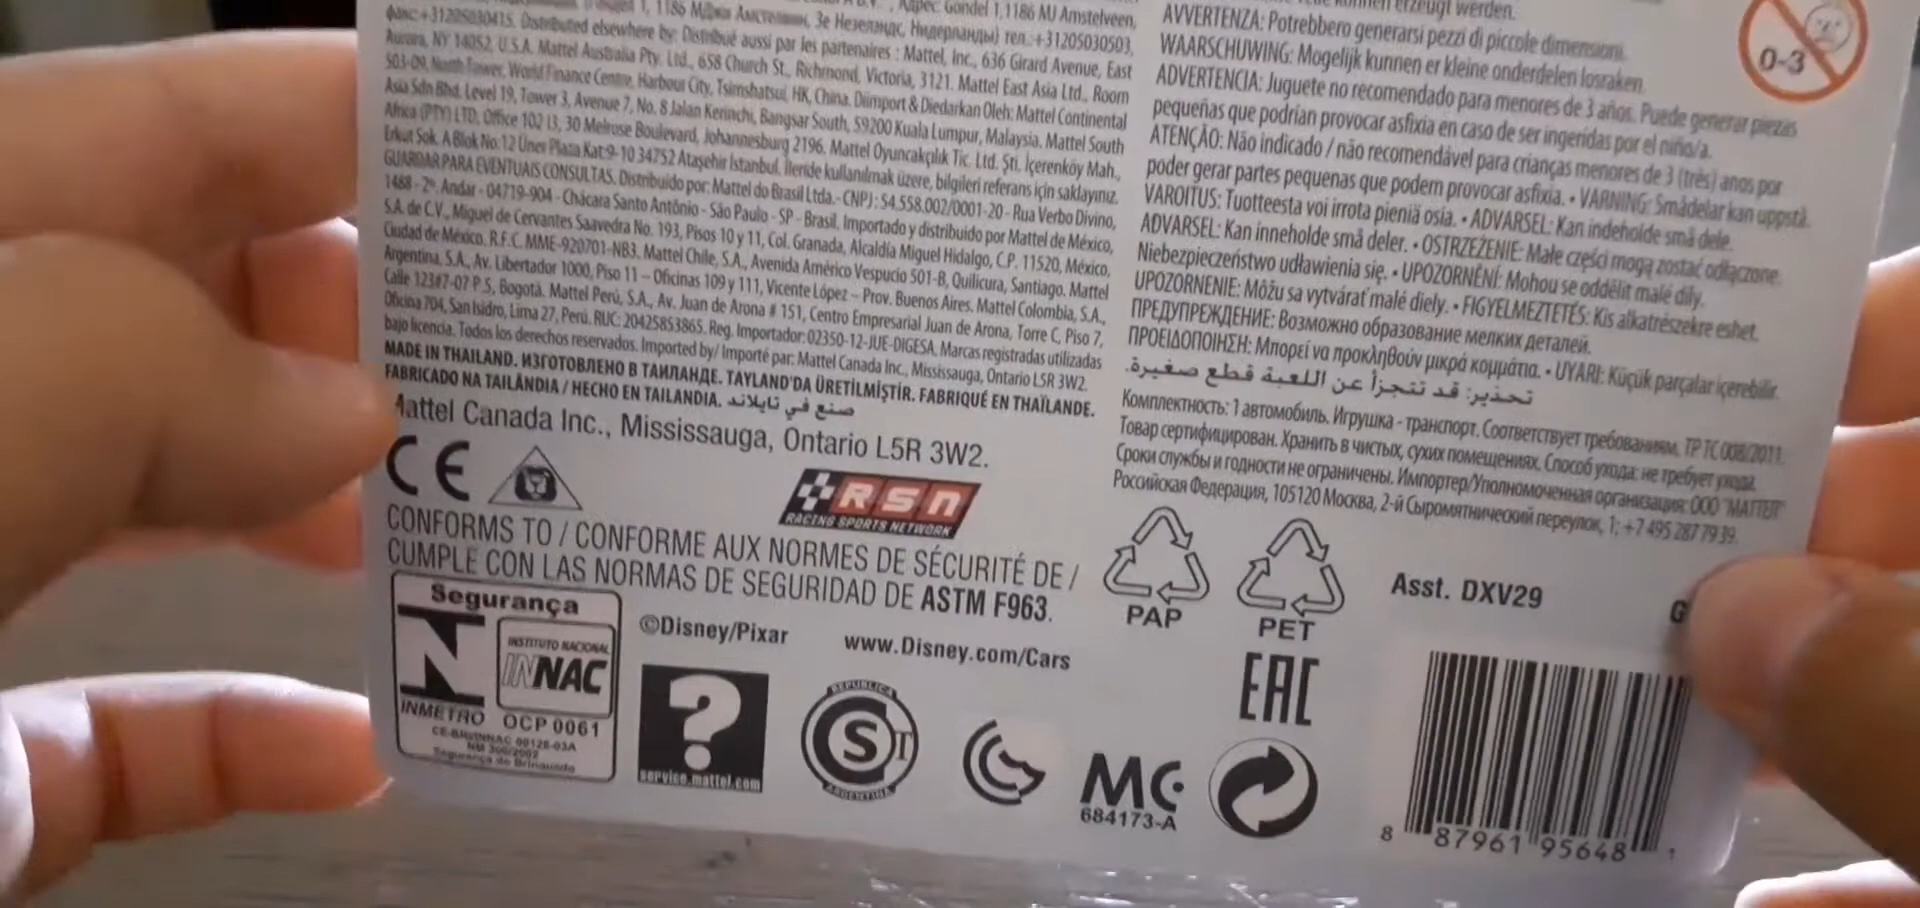 1, 1186 Адрес: Gondel 1, 1186 MJ Amstelveen,
факс +31205030415. Distributed elsewhere by: Distribué aussi par les partenaires : Mattel, Inc., 636 Girard Avenue, East
Aurora, NY 14052, U.S.A. Mattel Australia Pty. Ltd., 658 Church St., Richmond, Victoria, 3121. Mattel East Asia Ltd., Room
503-09, North Tower, World Finance Centre, Harbour City, Tsimshatsui, HK, China. Diimport & Diedarkan Oleh: Mattel Continental
Asia Sdn Bhd. Level 19, Tower 3, Avenue 7, No. 8 Jalan Kerinchi, Bangsar South, 59200 Kuala Lumpur, Malaysia. Mattel South
Africa (PTY) LTD, Office 102 I3, 30 Melrose Boulevard, Johannesburg 2196. Mattel Oyuncakçılık Tic. Ltd. Şti. İçerenköy Mah.,
Erkut Sok. A Blok No:12 Üner Plaza Kat:9-10 34752 Ataşehir İstanbul. İleride kullanılmak üzere, bilgileri referans için saklayınız.
GUARDAR PARA EVENTUAIS CONSULTAS. Distribuido por: Mattel do Brasil Ltda.- CNPJ : 54.558.002/0001-20 - Rua Verbo Divino,
1488 - 2º. Andar - 04719-904 - Chácara Santo Antônio - São Paulo - SP - Brasil. Importado y distribuido por Mattel de México,
S.A. de C.V., Miguel de Cervantes Saavedra No. 193, Pisos 10 y 11, Col. Granada, Alcaldía Miguel Hidalgo, C.P. 11520, México,
Ciudad de México. R.F.C. MME-920701-NB3. Mattel Chile, S.A., Avenida Américo Vespucio 501-B, Quilicura, Santiago. Mattel
Argentina, S.A., Av. Libertador 1000, Piso 11 – Oficinas 109 y 111, Vicente López – Prov. Buenos Aires. Mattel Colombia, S.A.,
Calle 123#7-07 P.5, Bogotá. Mattel Perú, S.A., Av. Juan de Arona # 151, Centro Empresarial Juan de Arona, Torre C, Piso 7,
Oficina 704, San Isidro, Lima 27, Perú. RUC: 20425853865. Reg. Importador: 02350-12-JUE-DIGESA. Marcas registradas utilizadas
bajo licencia. Todos los derechos reservados. Imported by/ Importé par: Mattel Canada Inc., Mississauga, Ontario L5R 3W2.
MADE IN THAILAND. ИЗГОТОВЛЕНО В ТАИЛАНДЕ. TAYLAND'DA ÜRETİLMİŞTİR. FABRIQUÉ EN THAÏLANDE.
FABRICADO NA TAILÂNDIA / HECHO EN TAILANDIA. صنع في تايلاند
Mattel Canada Inc., Mississauga, Ontario L5R 3W2.
CE
RSN
RACING SPORTS NETWORK
CONFORMS TO / CONFORME AUX NORMES DE SÉCURITÉ DE /
CUMPLE CON LAS NORMAS DE SEGURIDAD DE ASTM F963.
Segurança
INSTITUTO NACIONAL
INNAC
INMETRO OCP 0061
©Disney/Pixar
www.Disney.com/Cars
?
service.mattel.com
REPUBLICA
S
ARGENTINA
MC
684173-A
können erzeugt werden.
AVVERTENZA: Potrebbero generarsi pezzi di piccole dimensioni.
WAARSCHUWING: Mogelijk kunnen er kleine onderdelen losraken.
ADVERTENCIA: Juguete no recomendado para menores de 3 años. Puede generar piezas
pequeñas que podrían provocar asfixia en caso de ser ingeridas por el niño/a.
ATENÇÃO: Não indicado / não recomendável para crianças menores de 3 (três) anos por
poder gerar partes pequenas que podem provocar asfixia. • VARNING: Smådelar kan uppstå.
VAROITUS: Tuotteesta voi irrota pieniä osia. • ADVARSEL: Kan indeholde små dele.
ADVARSEL: Kan inneholde små deler. • OSTRZEŻENIE: Małe części mogą zostać odłączone.
Niebezpieczeństwo udławienia się. • UPOZORNĚNÍ: Mohou se oddělit malé díly.
UPOZORNENIE: Môžu sa vytvárať malé diely. • FIGYELMEZTETÉS: Kis alkatrészekre eshet.
ПРЕДУПРЕЖДЕНИЕ: Возможно образование мелких деталей.
ΠΡΟΕΙΔΟΠΟΙΗΣΗ: Μπορεί να προκληθούν μικρά κομμάτια. • UYARI: Küçük parçalar içerebilir.
تحذير: قد تتجزأ عن اللعبة قطع صغيرة.
Комплектность: 1 автомобиль. Игрушка - транспорт. Соответствует требованиям. ТР ТС 008/2011.
Товар сертифицирован. Хранить в чистых, сухих помещениях. Способ ухода: не требует ухода.
Сроки службы и годности не ограничены. Импортер/Уполномоченная организация: ООО "МАТТЕЛ"
Российская Федерация, 105120 Москва, 2-й Сыромятнический переулок, 1; +7 495 287 79 39.
0-3
PAP
PET
Asst. DXV29
G
EAC
8 87961 95648 1